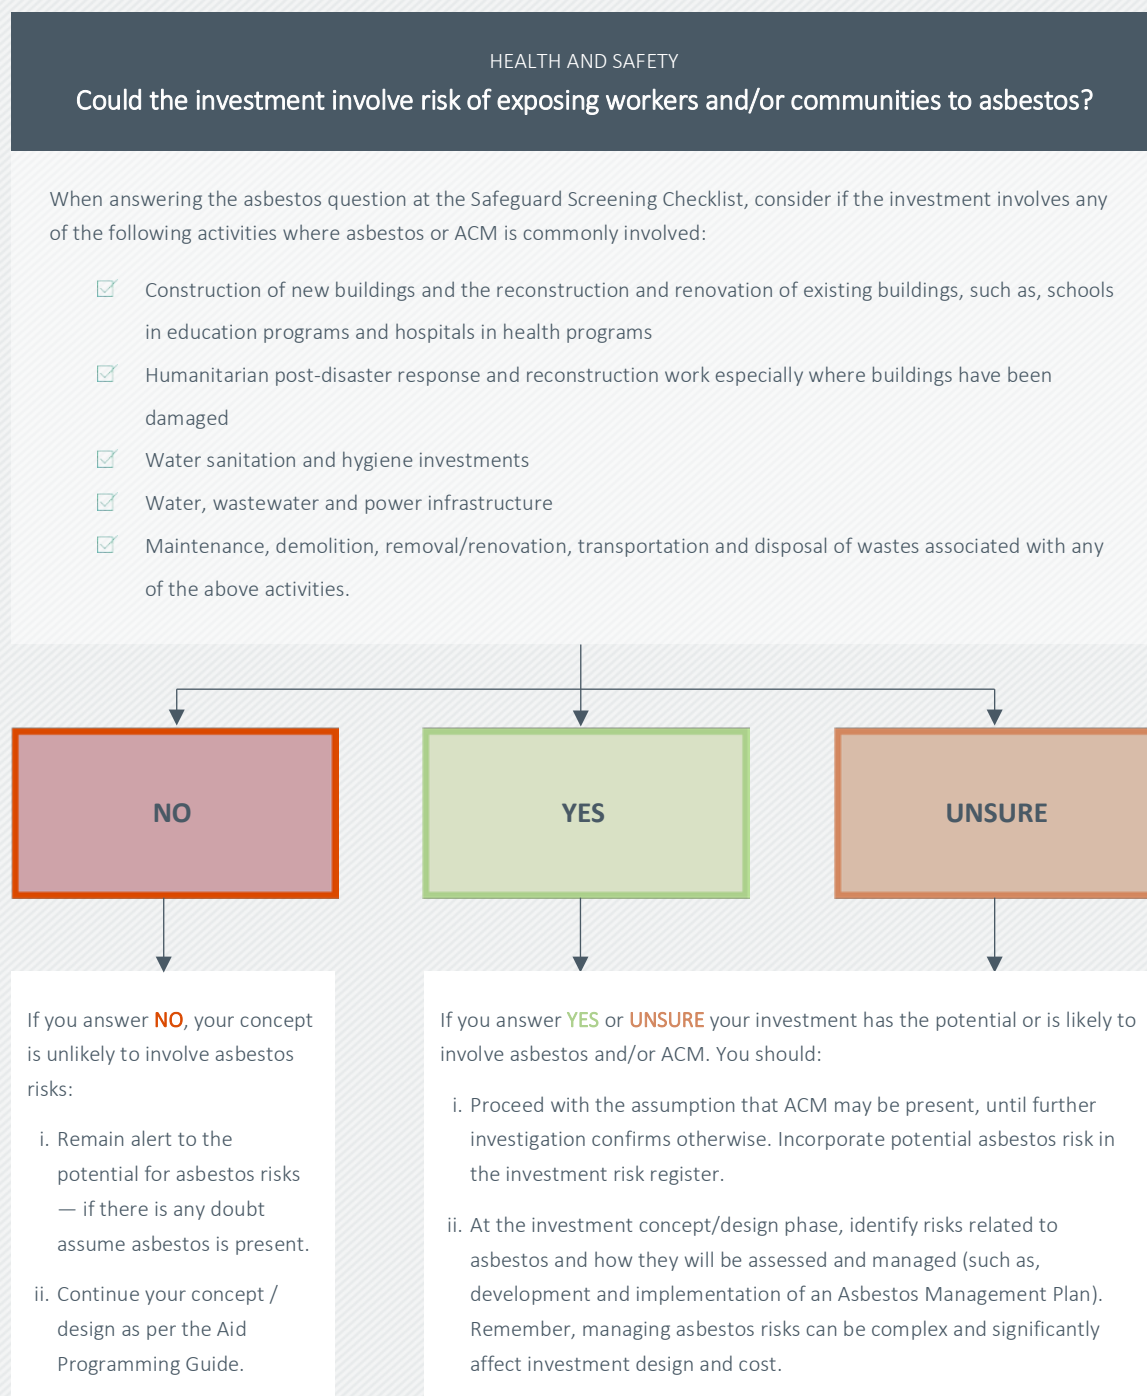 HEALTH AND SAFETY
Could the investment involve risk of exposing workers and/or communities to asbestos?
When answering the asbestos question at the Safeguard Screening Checklist, consider if the investment involves any
of the following activities where asbestos or ACM is commonly involved:
Construction of new buildings and the reconstruction and renovation of existing buildings, such as, schools
in education programs and hospitals in health programs
Humanitarian post-disaster response and reconstruction work especially where buildings have been
damaged
Water sanitation and hygiene investments
Water, wastewater and power infrastructure
Maintenance, demolition, removal/renovation, transportation and disposal of wastes associated with any
of the above activities.
NO
YES
UNSURE
If you answer NO, your concept
is unlikely to involve asbestos
risks:
i. Remain alert to the
potential for asbestos risks
— if there is any doubt
assume asbestos is present.
ii. Continue your concept /
design as per the Aid
Programming Guide.
If you answer YES or UNSURE your investment has the potential or is likely to
involve asbestos and/or ACM. You should:
i. Proceed with the assumption that ACM may be present, until further
investigation confirms otherwise. Incorporate potential asbestos risk in
the investment risk register.
ii. At the investment concept/design phase, identify risks related to
asbestos and how they will be assessed and managed (such as,
development and implementation of an Asbestos Management Plan).
Remember, managing asbestos risks can be complex and significantly
affect investment design and cost.